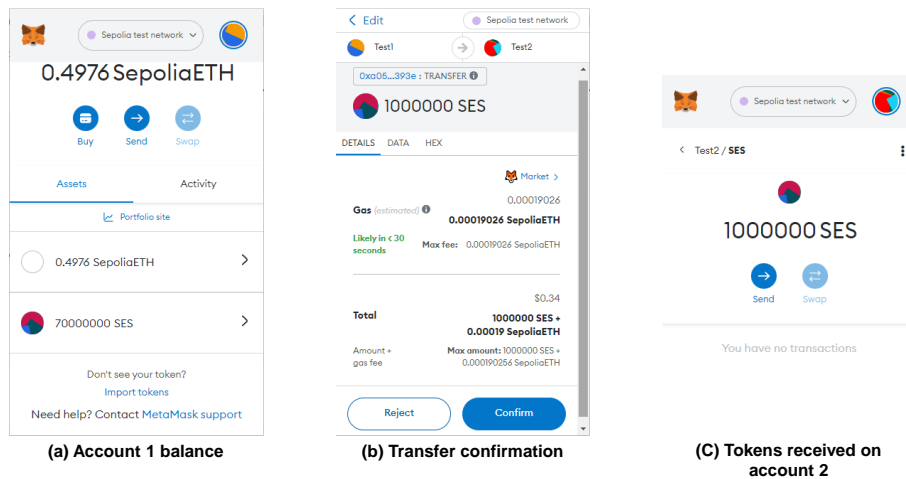 Sepolia test network
0.4976 SepoliaETH
Buy Send Swap
Assets Activity
Portfolio site
0.4976 SepoliaETH
70000000 SES
Don't see your token?
Import tokens
Need help? Contact MetaMask support
(a) Account 1 balance
< Edit Sepolia test network
Test1 Test2
0xa05...393e : TRANSFER
1000000 SES
DETAILS DATA HEX
Market >
0.00019026
Gas (estimated) 0.00019026 SepoliaETH
Likely in < 30
seconds
Max fee: 0.00019026 SepoliaETH
$0.34
Total 1000000 SES +
0.00019 SepoliaETH
Amount + Max amount: 1000000 SES +
gas fee 0.000190256 SepoliaETH
Reject Confirm
(b) Transfer confirmation
Sepolia test network
< Test2 / SES
1000000 SES
Send Swap
You have no transactions
(C) Tokens received on
account 2